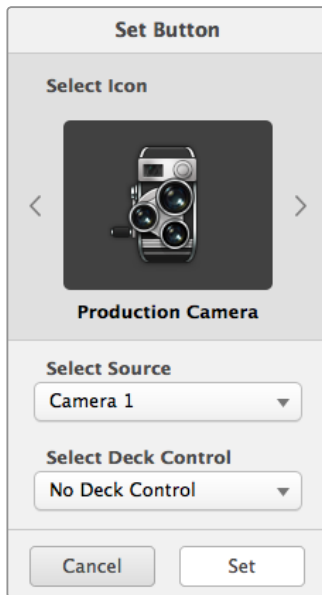 Set Button
Select Icon
Production Camera
Select Source
Camera 1
Select Deck Control
No Deck Control
Cancel
Set